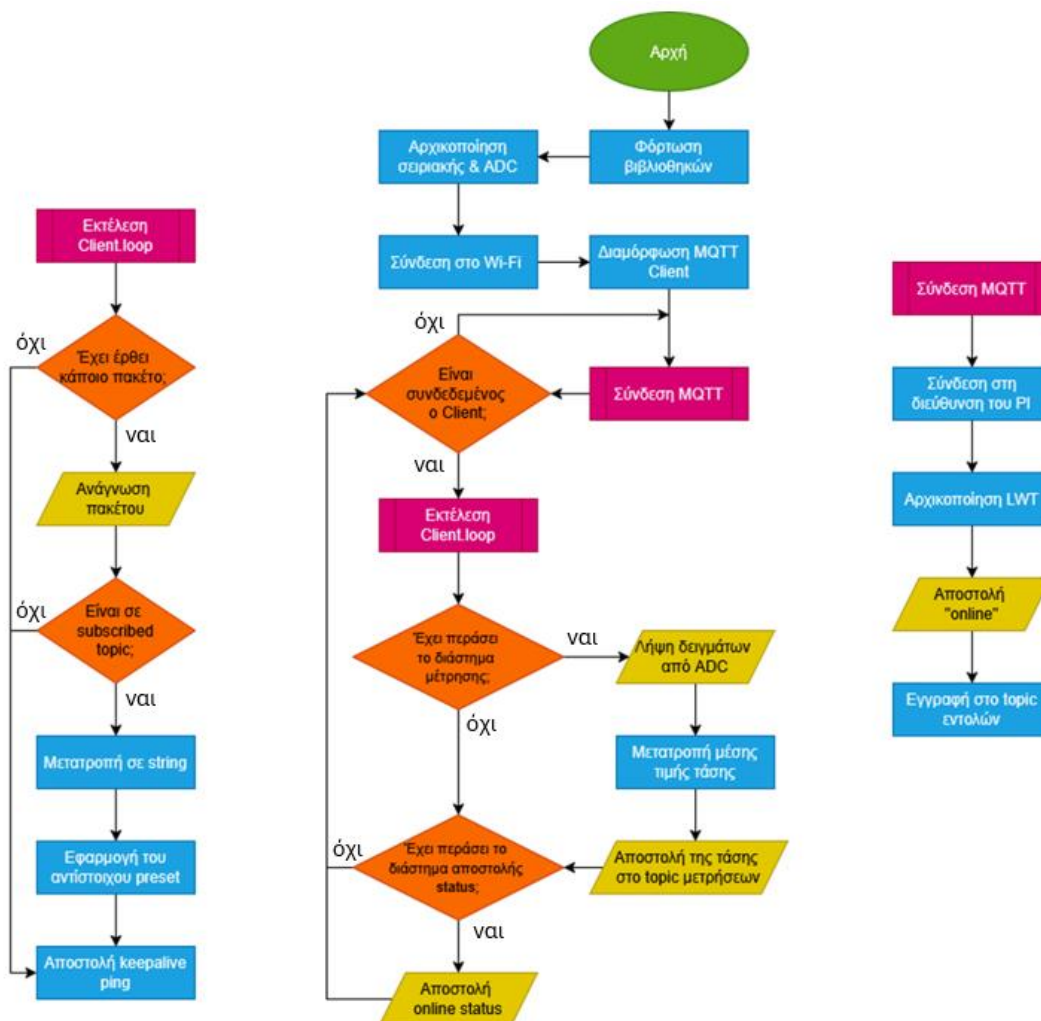 Αρχή
Φόρτωση
βιβλιοθηκών
Αρχικοποίηση
σειριακής & ADC
Σύνδεση στο Wi-Fi
Διαμόρφωση MQTT
Client
Σύνδεση MQTT
όχι
Είναι
συνδεδεμένος
ο Client;
ναι
Εκτέλεση
Client.loop
Έχει περάσει
το διάστημα
μέτρησης;
ναι
Λήψη δειγμάτων
από ADC
όχι
Μετατροπή μέσης
τιμής τάσης
Αποστολή της τάσης
στο topic μετρήσεων
Έχει περάσει το
διάστημα αποστολής
status;
όχι
ναι
Αποστολή
online status
Εκτέλεση
Client.loop
όχι
Έχει έρθει
κάποιο πακέτο;
ναι
Ανάγνωση
πακέτου
όχι
Είναι σε
subscribed
topic;
ναι
Μετατροπή σε string
Εφαρμογή του
αντίστοιχου preset
Αποστολή keepalive
ping
Σύνδεση MQTT
Σύνδεση στη
διεύθυνση του PI
Αρχικοποίηση LWT
Αποστολή
"online"
Εγγραφή στο topic
εντολών